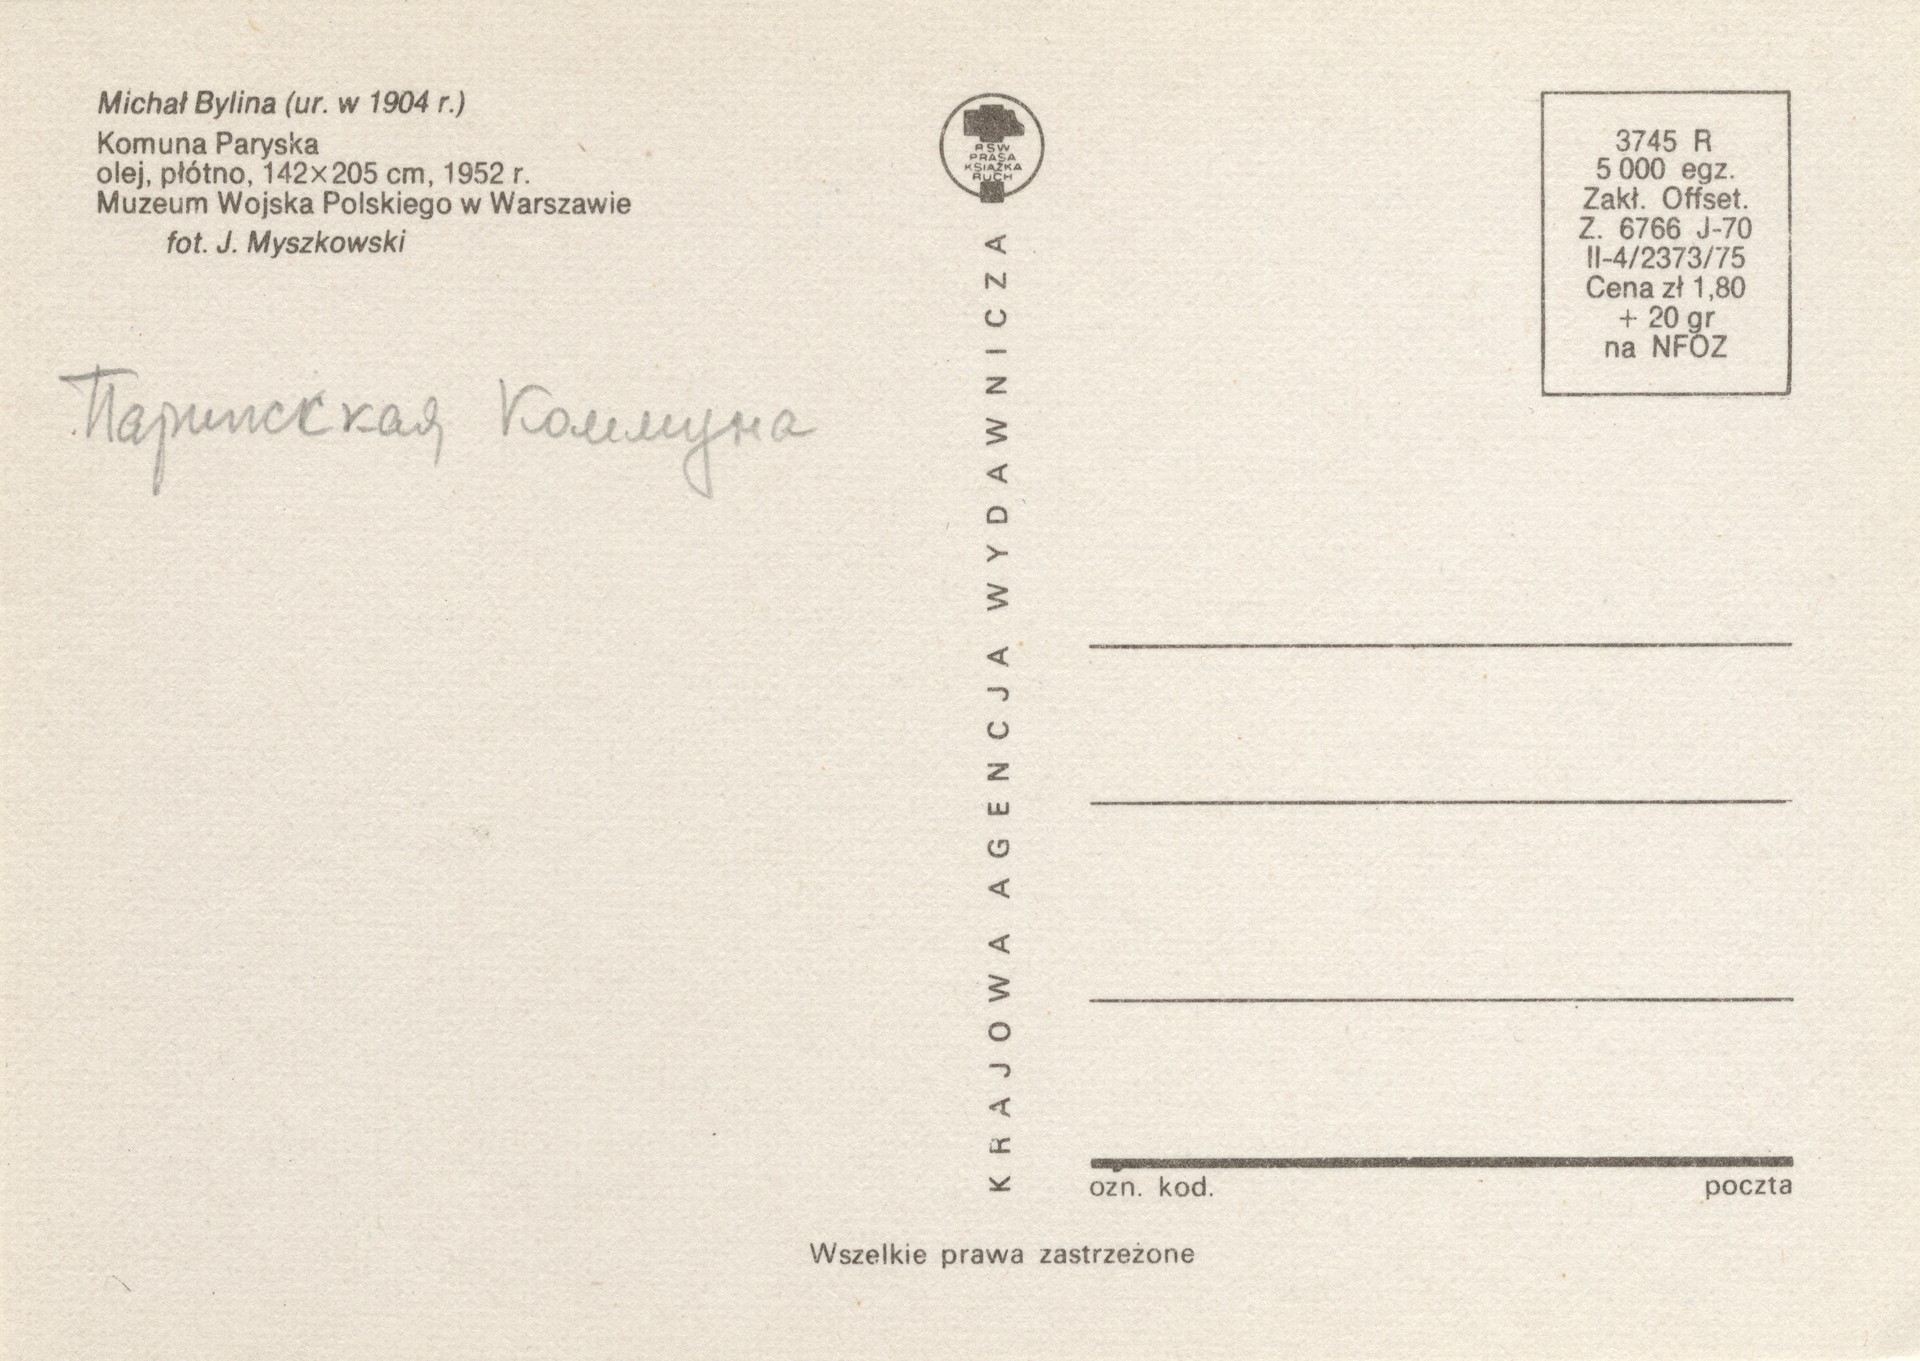 Michał Bylina (ur. w 1904 r.)
Komuna Paryska
olej, płótno, 142×205 cm, 1952 r.
Muzeum Wojska Polskiego w Warszawie
fot. J. Myszkowski
Парижская Коммуна
RSW
PRASA
KSIĄŻKA
RUCH
KRAJOWA AGENCJA WYDAWNICZA
3745 R
5 000 egz.
Zakł. Offset.
Z. 6766 J-70
II-4/2373/75
Cena zł 1,80
+ 20 gr
na NFOZ
ozn. kod.
poczta
Wszelkie prawa zastrzeżone